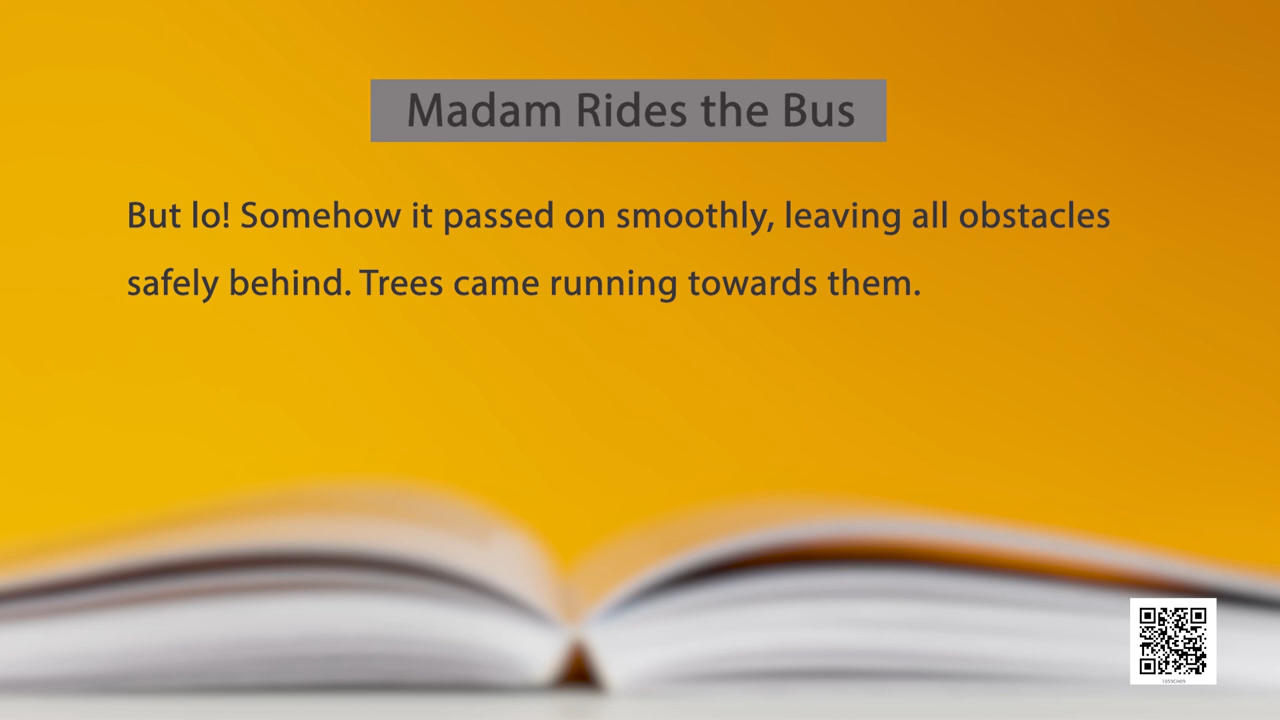 Madam Rides the Bus
But lo! Somehow it passed on smoothly, leaving all obstacles
safely behind. Trees came running towards them.